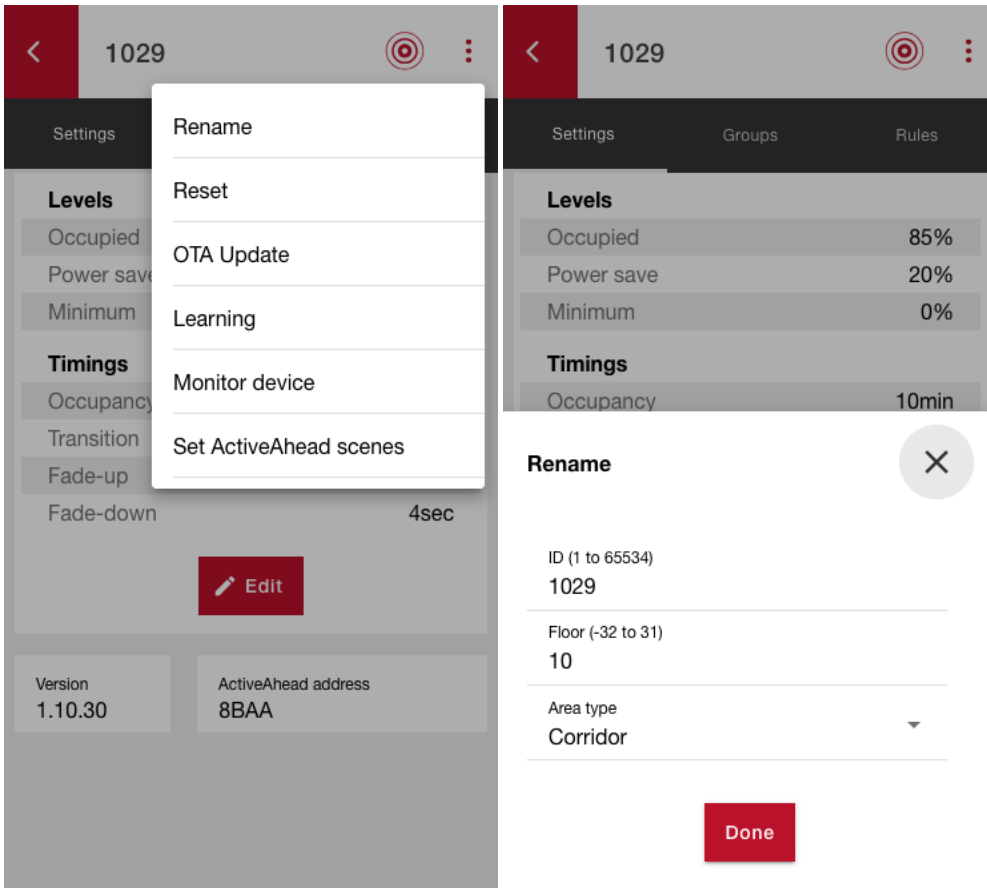 1029
Settings
Rename
Reset
OTA Update
Learning
Monitor device
Set ActiveAhead scenes
Levels
Occupied
Power save
Minimum
Timings
Occupancy
Transition
Fade-up
Fade-down 4sec
Edit
Version
1.10.30
ActiveAhead address
8BAA
1029
Settings Groups Rules
Levels
Occupied 85%
Power save 20%
Minimum 0%
Timings
Occupancy 10min
Rename
ID (1 to 65534)
1029
Floor (-32 to 31)
10
Area type
Corridor
Done